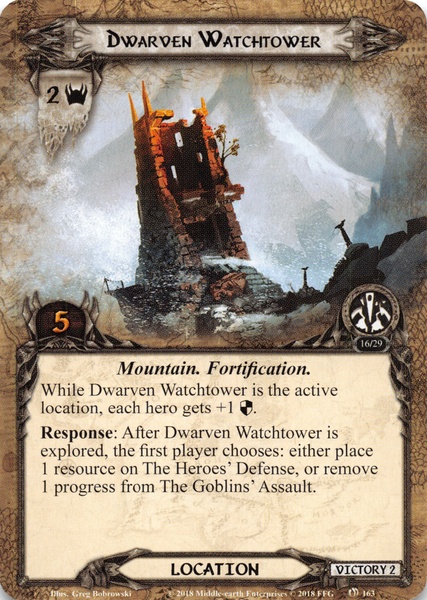 Dwarven Watchtower
2
5
16/29
Mountain. Fortification.
While Dwarven Watchtower is the active
location, each hero gets +1 .
Response: After Dwarven Watchtower is
explored, the first player chooses: either place
1 resource on The Heroes' Defense, or remove
1 progress from The Goblins' Assault.
LOCATION
VICTORY 2
Illus. Greg Bobrowski
© 2018 Middle-earth Enterprises © 2018 FFG
163